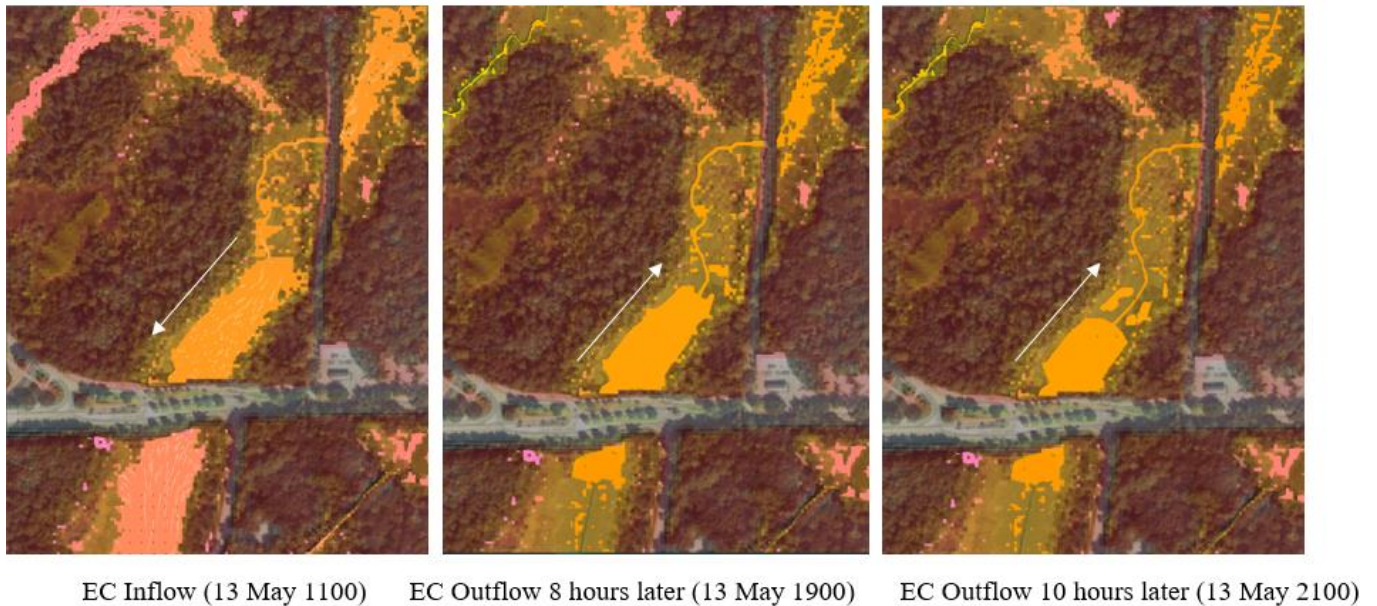 EC Inflow (13 May 1100)
EC Outflow 8 hours later (13 May 1900)
EC Outflow 10 hours later (13 May 2100)